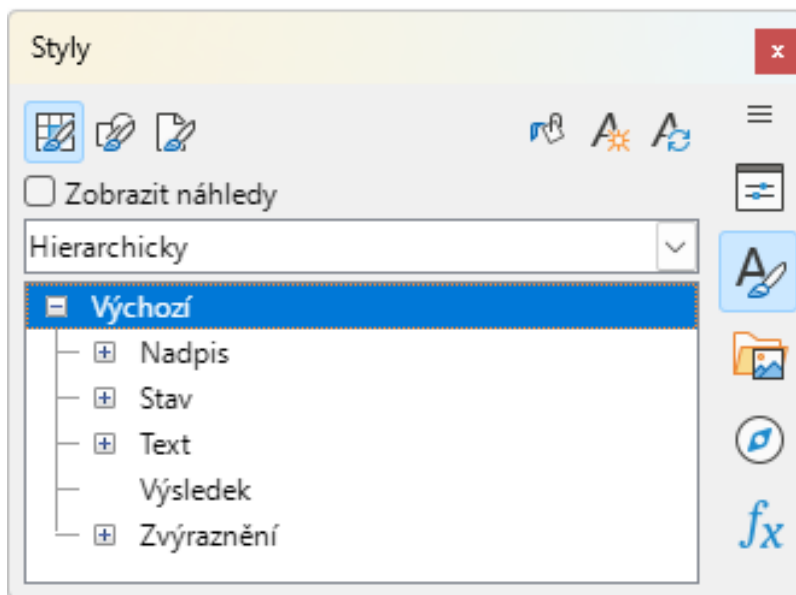 Styly
Zobrazit náhledy
Hierarchicky
Výchozí
Nadpis
Stav
Text
Výsledek
Zvýraznění